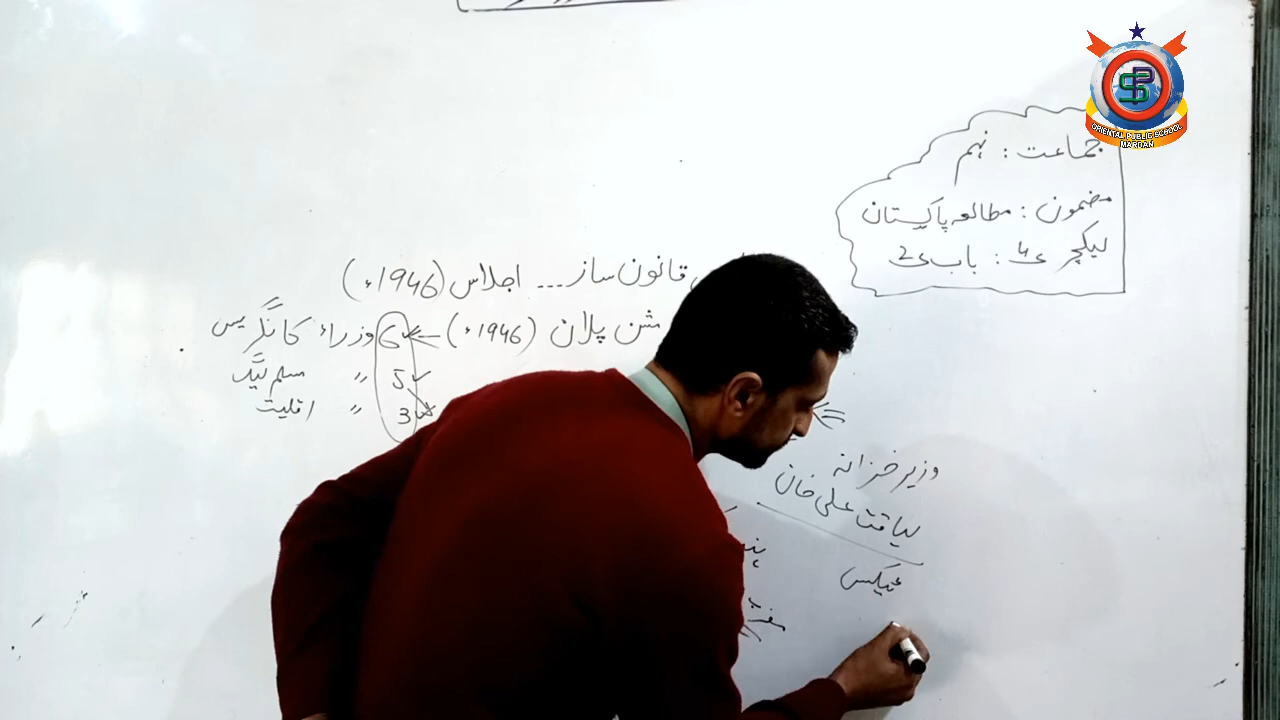 ORIENTAL PUBLIC SCHOOL
MARDAN
جماعت : نہم
مضمون : مطالعہ پاکستان
لیکچر 4 : باب 2
قانون ساز ... اجلاس (1946ء)
مشن پلان (1946ء) 6 وزراء کانگریس
5 〃 مسلم لیگ
3 〃 اقلیت
وزیر خزانہ
لیاقت علی خان
ٹیکس